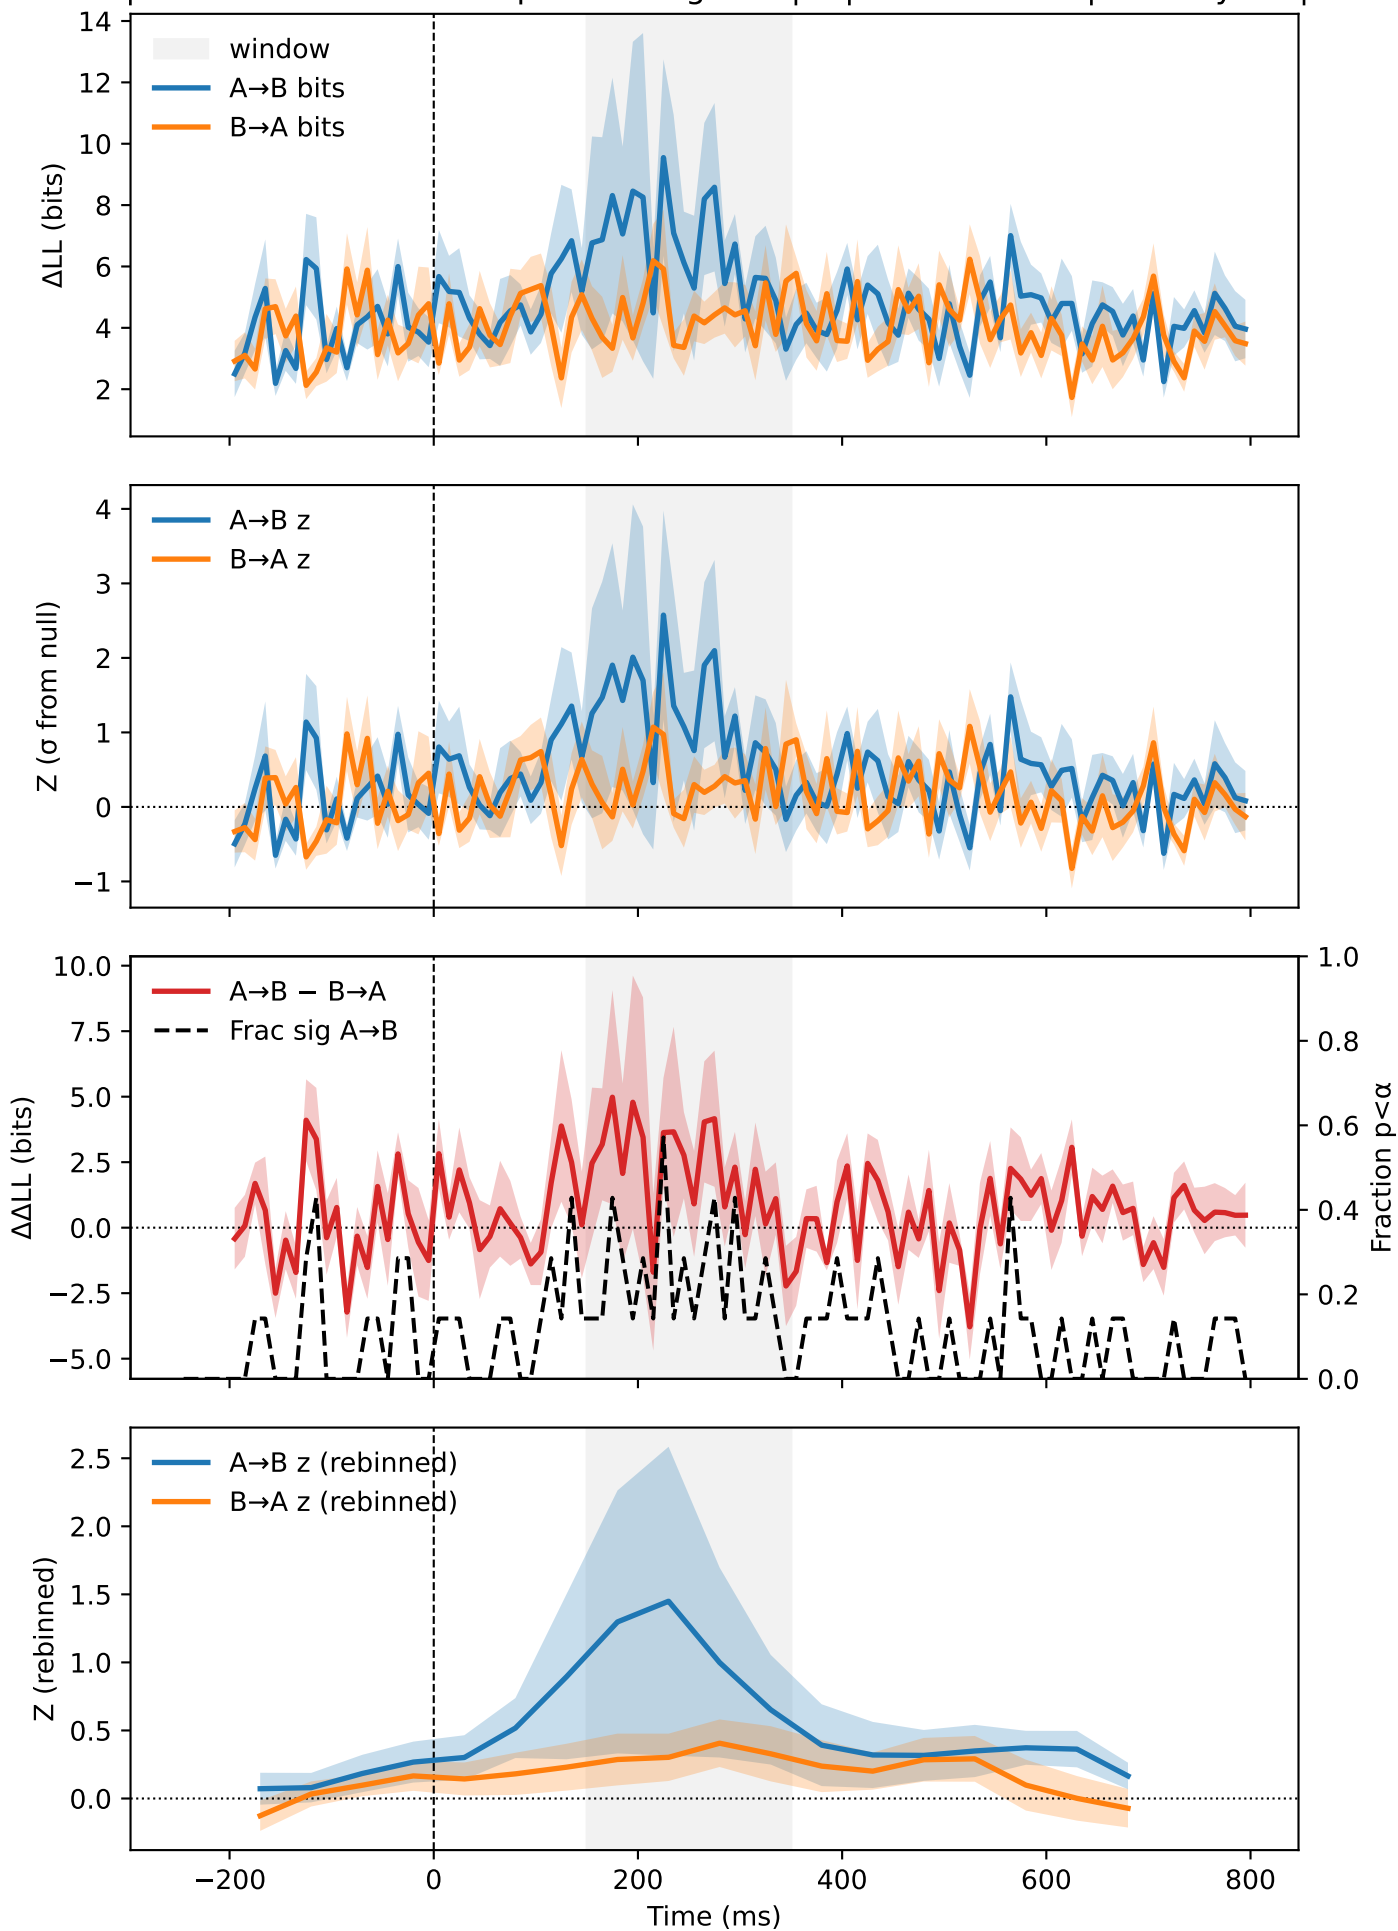 14
12
10
8
6
4
2
ΔLL (bits)
window
A→B bits
B→A bits
4
3
2
1
0
−1
Z (σ from null)
A→B z
B→A z
10.0
7.5
5.0
2.5
0.0
−2.5
−5.0
ΔΔLL (bits)
A→B − B→A
Frac sig A→B
1.0
0.8
0.6
0.4
0.2
0.0
Fraction p<α
2.5
2.0
1.5
1.0
0.5
0.0
Z (rebinned)
A→B z (rebinned)
B→A z (rebinned)
−200 0 200 400 600 800
Time (ms)